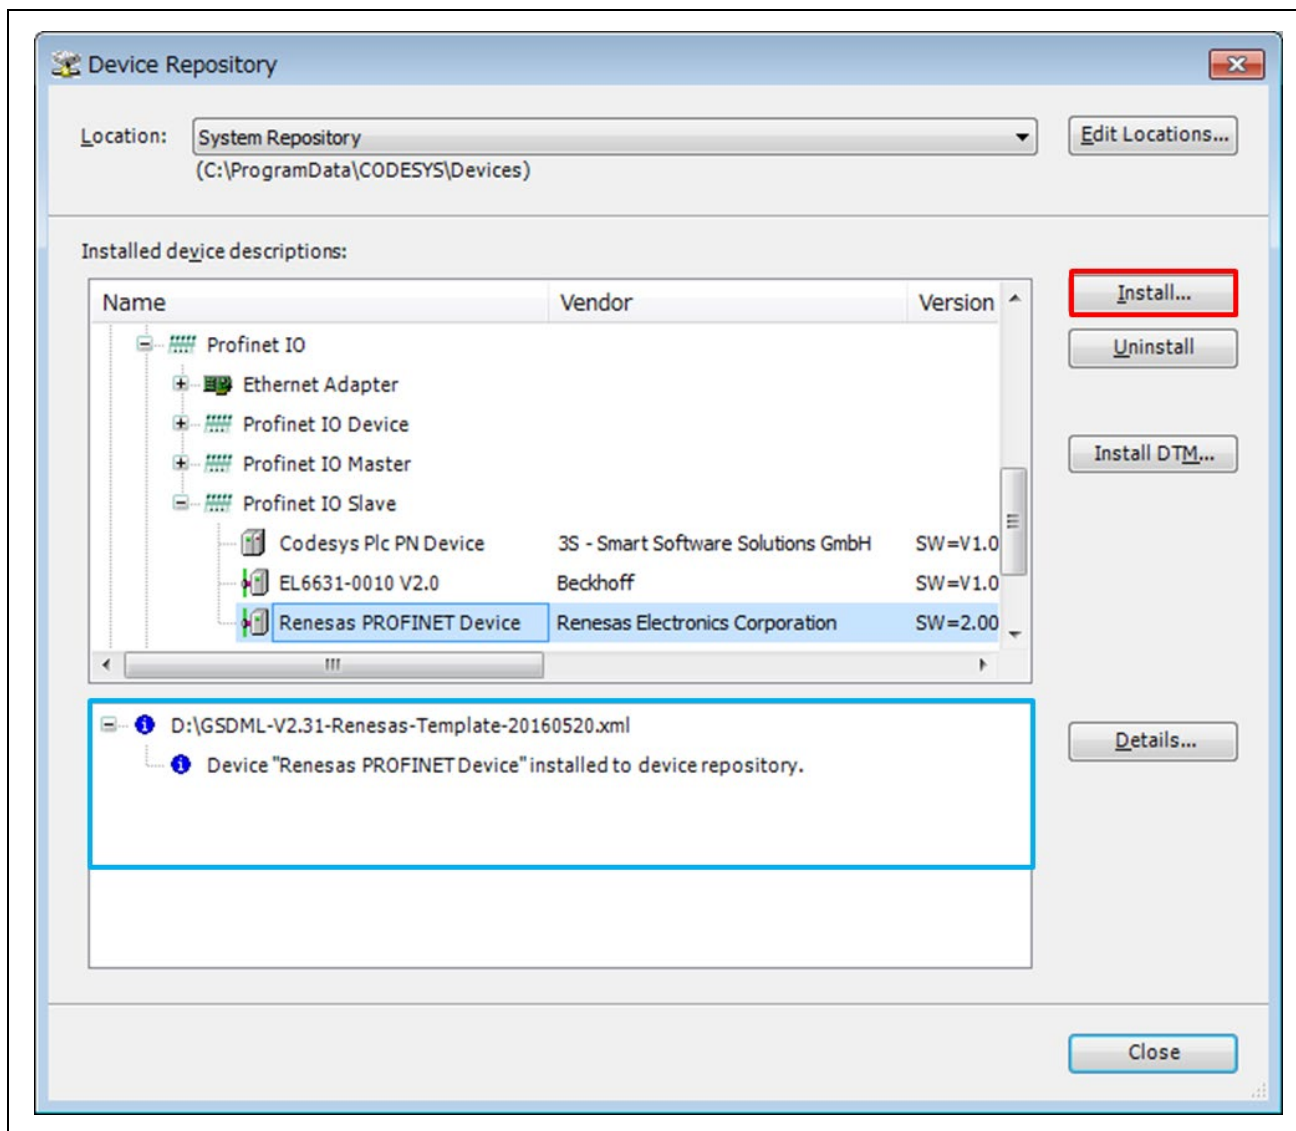 Device Repository
Location: System Repository Edit Locations...
(C:\ProgramData\CODESYS\Devices)
Installed device descriptions:
Name Vendor Version
Install...
Profinet IO
Uninstall
Ethernet Adapter
Profinet IO Device
Profinet IO Master
Install DTM...
Profinet IO Slave
Codesys Plc PN Device 3S - Smart Software Solutions GmbH SW=V1.0
EL6631-0010 V2.0 Beckhoff SW=V1.0
Renesas PROFINET Device Renesas Electronics Corporation SW=2.00
D:\GSDML-V2.31-Renesas-Template-20160520.xml
Details...
Device "Renesas PROFINET Device" installed to device repository.
Close